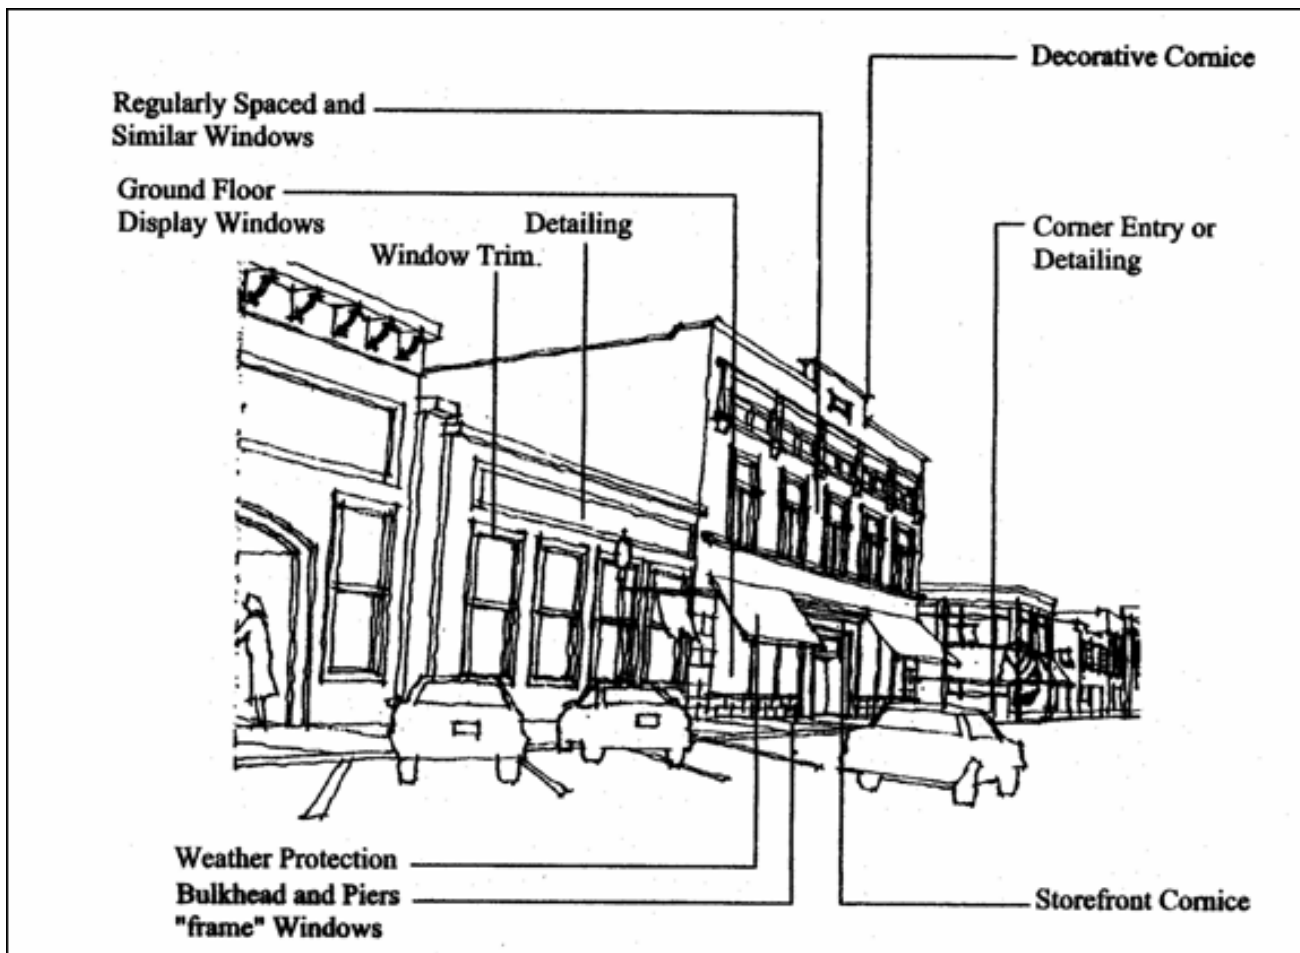 Decorative Cornice
Regularly Spaced and
Similar Windows
Ground Floor
Display Windows
Detailing
Window Trim.
Corner Entry or
Detailing
Weather Protection
Bulkhead and Piers
"frame" Windows
Storefront Cornice